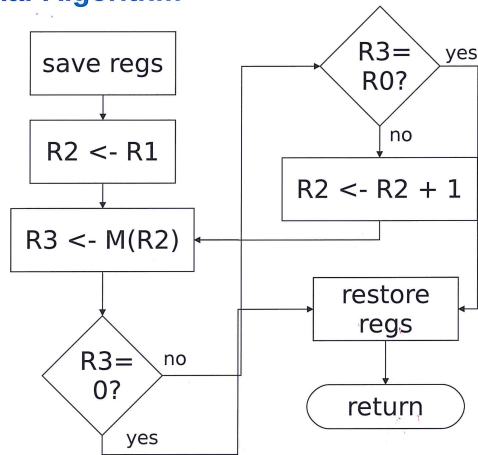 save regs
R2 <- R1
R3 <- M(R2)
R3=
0?
no
yes
R3=
R0?
yes
no
R2 <- R2 + 1
restore
regs
return